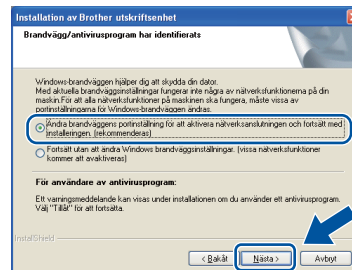 Installation av Brother utskriftsenhet
Brandvägg/antivirusprogram har identifierats
Windows-brandväggen hjälper dig att skydda din dator.
Med aktuella brandväggsinställningar fungerar inte några av nätverksfunktionerna på din
maskin.För att alla nätverksfunktioner på maskinen ska fungera, måste vissa av
portinställningarna för Windows-brandväggen ändras.
Ändra brandväggens portinställning för att aktivera nätverksanslutningen och fortsätt med
installeringen. (rekommenderas)
Fortsätt utan att ändra Windows brandväggsinställningar. (vissa nätverksfunktioner
kommer att avaktiveras)
För användare av antivirusprogram:
Ett varningsmeddelande kan visas under installationen om du använder ett antivirusprogram.
Välj "Tillåt" för att fortsätta.
InstallShield
< Bakåt
Nästa >
Avbryt